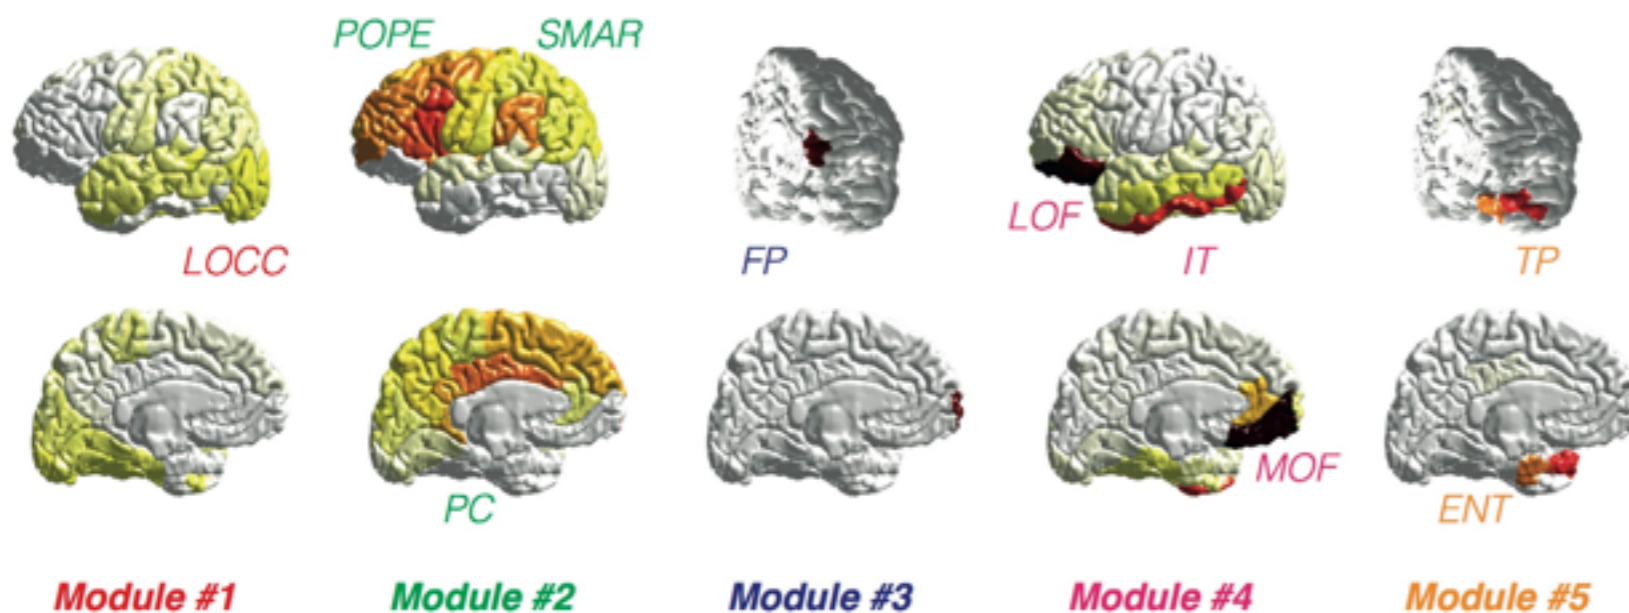 POPE SMAR
LOCC FP LOF IT TP
PC MOF ENT
Module #1 Module #2 Module #3 Module #4 Module #5